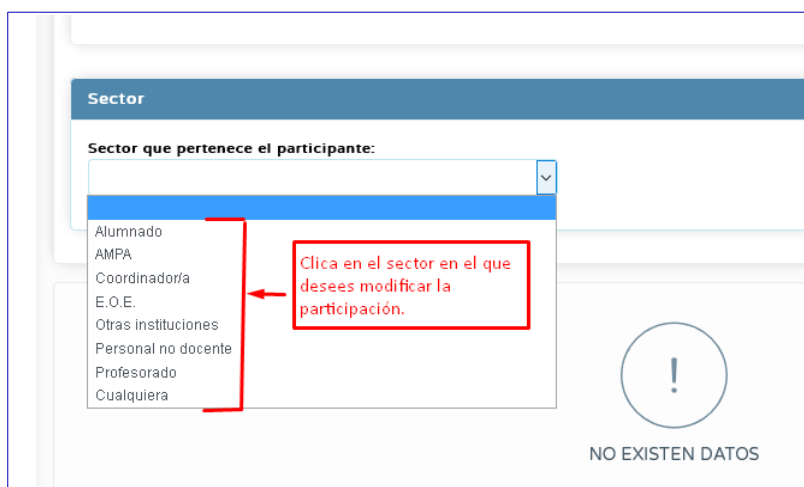 Sector
Sector que pertenece el participante:
Alumnado
AMPA
Coordinador/a
E.O.E.
Otras instituciones
Personal no docente
Profesorado
Cualquiera
Clica en el sector en el que
desees modificar la
participación.
!
NO EXISTEN DATOS